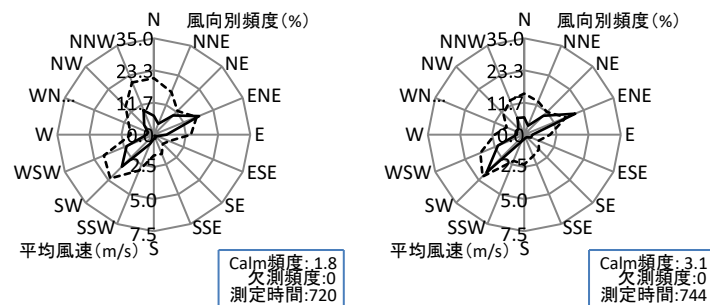 N 風向別頻度(%)
35.0
NNW NNE
NW 23.3 NE
WN... 11.7 ENE
W 0.0 E
WSW 2.5 ESE
SW 5.0 SE
SSW SSE
7.5
平均風速(m/s) S
Calm頻度: 1.8
欠測頻度:0
測定時間:720
N 風向別頻度(%)
35.0
NNW NNE
NW 23.3 NE
WN... 11.7 ENE
W 0.0 E
WSW 2.5 ESE
SW 5.0 SE
SSW SSE
7.5
平均風速(m/s) S
Calm頻度: 3.1
欠測頻度:0
測定時間:744